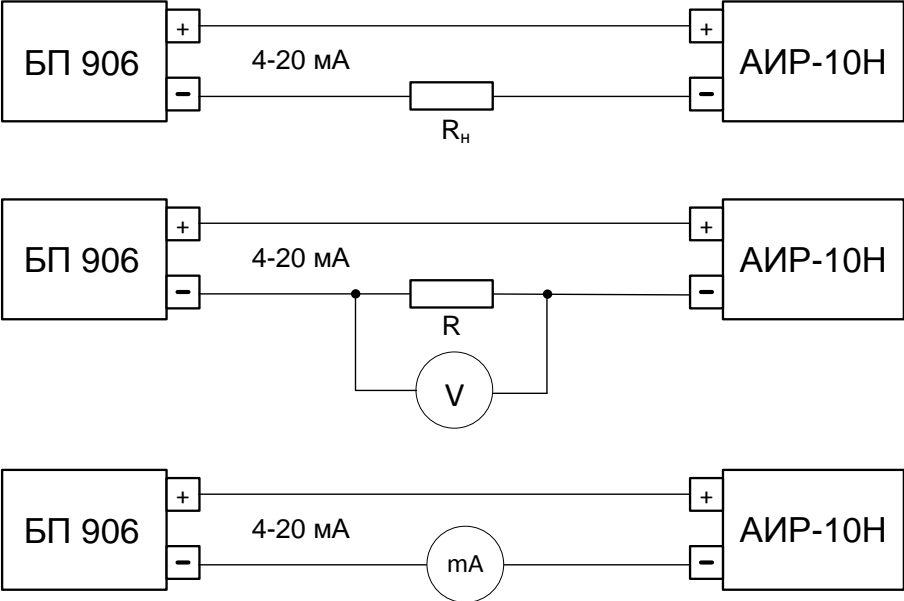 БП 906 + 4-20 мА + АИР-10Н
− −
Rн
БП 906 + 4-20 мА + АИР-10Н
− −
R
V
БП 906 + 4-20 мА + АИР-10Н
− mA −